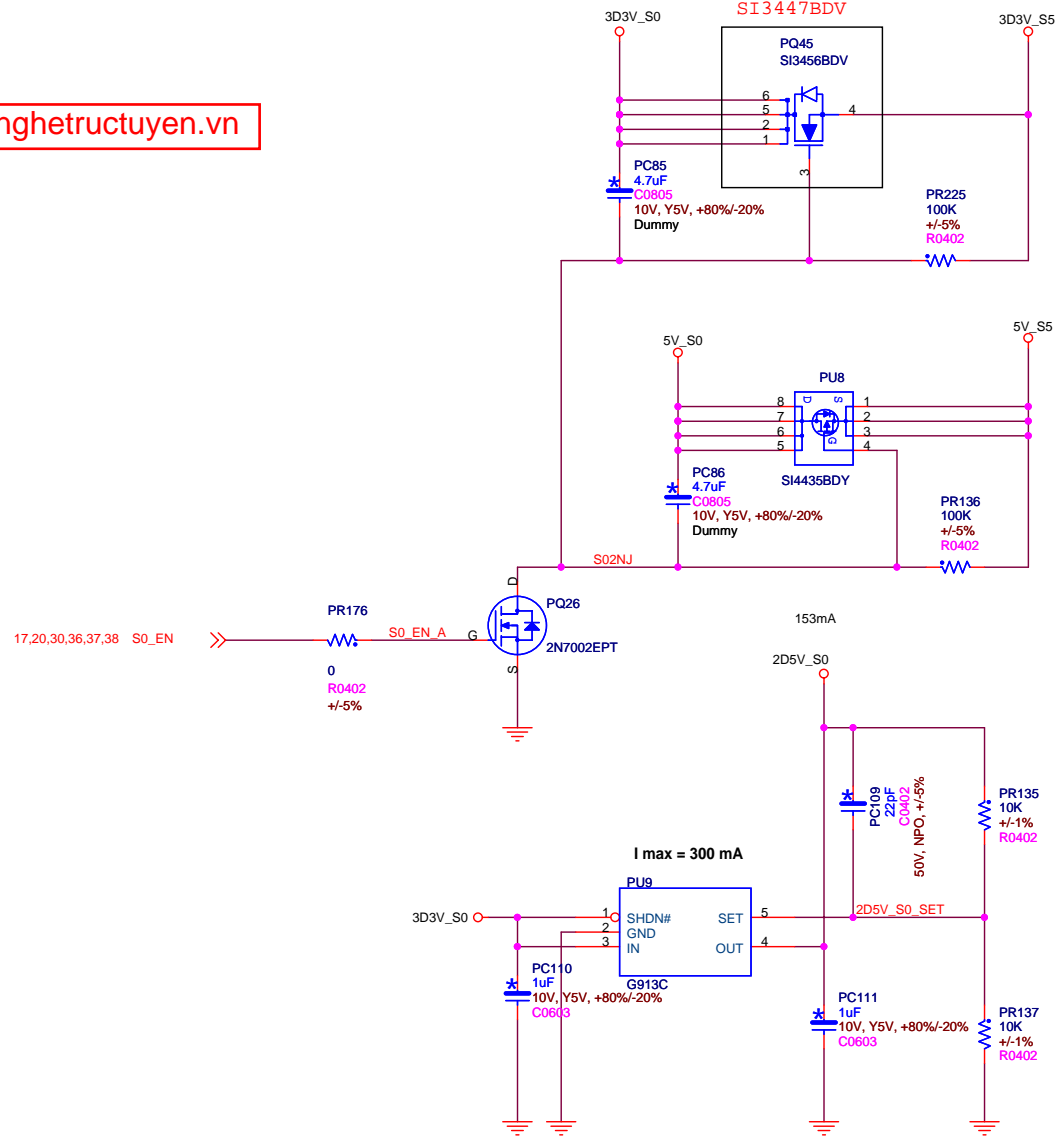 SI3447BDV
3D3V_S0
3D3V_S5
PQ45
SI3456BDV
nghetructuyen.vn
6
5
2
1
4
3
PC85
4.7uF
C0805
10V, Y5V, +80%/-20%
Dummy
PR225
100K
+/-5%
R0402
5V_S0
5V_S5
PU8
8
7
6
5
D
S
G
1
2
3
4
SI4435BDY
PC86
4.7uF
C0805
10V, Y5V, +80%/-20%
Dummy
PR136
100K
+/-5%
R0402
S02NJ
D
PQ26
G
2N7002EPT
S
PR176
17,20,30,36,37,38 S0_EN
S0_EN_A
0
R0402
+/-5%
153mA
2D5V_S0
PC109
22pF
C0402
50V, NPO, +/-5%
PR135
10K
+/-1%
R0402
I max = 300 mA
PU9
3D3V_S0
1
2
3
SHDN#
GND
IN
SET
OUT
5
4
2D5V_S0_SET
G913C
PC110
1uF
10V, Y5V, +80%/-20%
C0603
PC111
1uF
10V, Y5V, +80%/-20%
C0603
PR137
10K
+/-1%
R0402